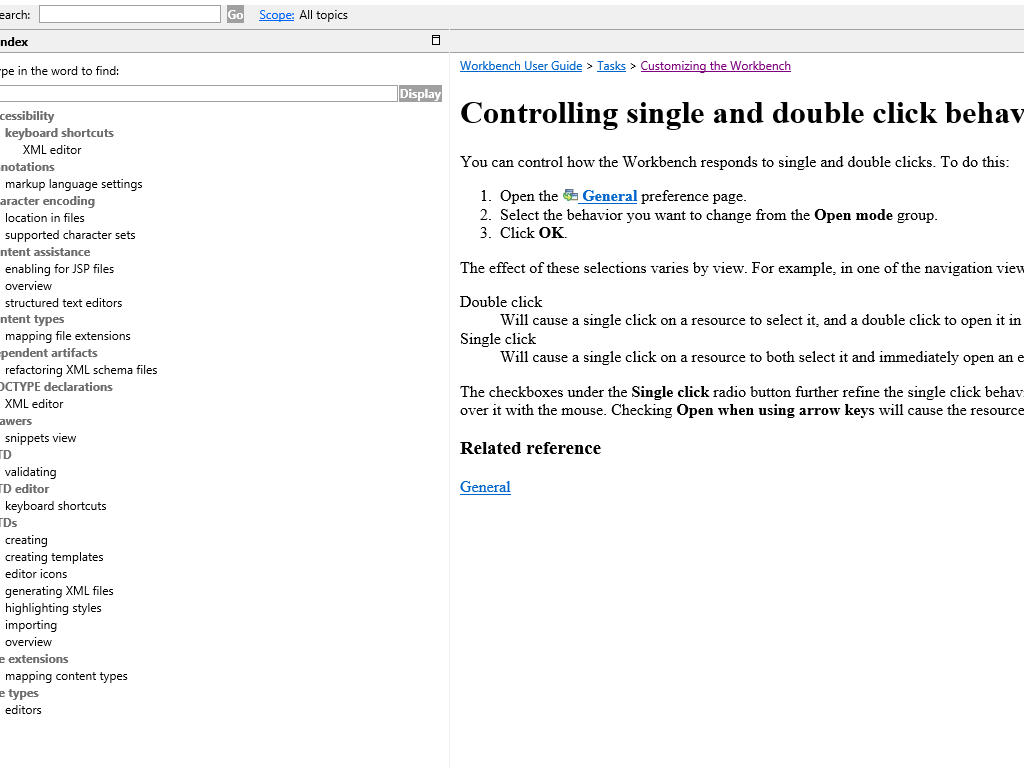 earch:
Go
Scope: All topics
ndex
ype in the word to find:
Display
cessibility
keyboard shortcuts
XML editor
notations
markup language settings
aracter encoding
location in files
supported character sets
ntent assistance
enabling for JSP files
overview
structured text editors
ntent types
mapping file extensions
ependent artifacts
refactoring XML schema files
OCTYPE declarations
XML editor
awers
snippets view
TD
validating
TD editor
keyboard shortcuts
TDs
creating
creating templates
editor icons
generating XML files
highlighting styles
importing
overview
e extensions
mapping content types
e types
editors
Workbench User Guide > Tasks > Customizing the Workbench
Controlling single and double click behav
You can control how the Workbench responds to single and double clicks. To do this:
1. Open the General preference page.
2. Select the behavior you want to change from the Open mode group.
3. Click OK.
The effect of these selections varies by view. For example, in one of the navigation view
Double click
Will cause a single click on a resource to select it, and a double click to open it in
Single click
Will cause a single click on a resource to both select it and immediately open an e
The checkboxes under the Single click radio button further refine the single click behav
over it with the mouse. Checking Open when using arrow keys will cause the resource
Related reference
General